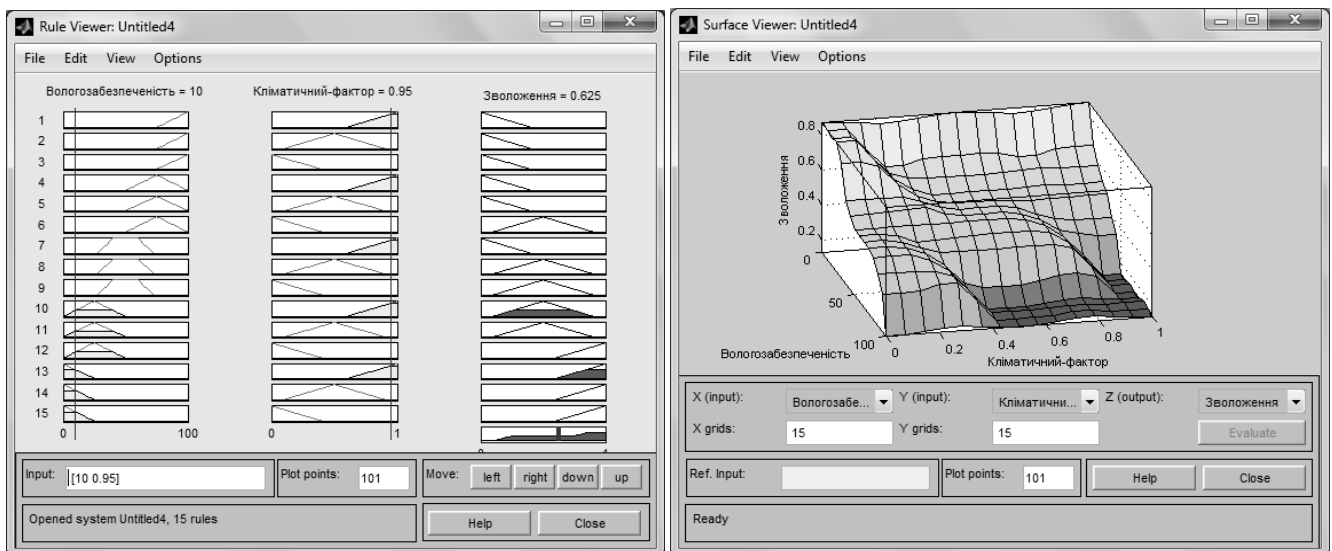 Rule Viewer: Untitled4
File Edit View Options
Вологозабезпеченість = 10
Кліматичний-фактор = 0.95
Зволоження = 0.625
1
2
3
4
5
6
7
8
9
10
11
12
13
14
15
0 100
0 1
Input: [10 0.95]
Plot points: 101
Move: left right down up
Opened system Untitled4, 15 rules
Help Close
Surface Viewer: Untitled4
File Edit View Options
0.8
0.6
0.4
0.2
Зволоження
0
50
100
Вологозабезпеченість
0 0.2 0.4 0.6 0.8 1
Кліматичний-фактор
X (input): Вологозабе... Y (input): Кліматични... Z (output): Зволоження
X grids: 15 Y grids: 15 Evaluate
Ref. Input: Plot points: 101 Help Close
Ready